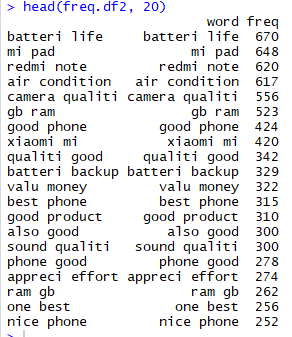 > head(freq.df2, 20)
word freq
batteri life batteri life 670
mi pad mi pad 648
redmi note redmi note 620
air condition air condition 617
camera qualiti camera qualiti 556
gb ram gb ram 523
good phone good phone 424
xiaomi mi xiaomi mi 420
qualiti good qualiti good 342
batteri backup batteri backup 329
valu money valu money 322
best phone best phone 315
good product good product 310
also good also good 300
sound qualiti sound qualiti 300
phone good phone good 278
appreci effort appreci effort 274
ram gb ram gb 262
one best one best 256
nice phone nice phone 252
>